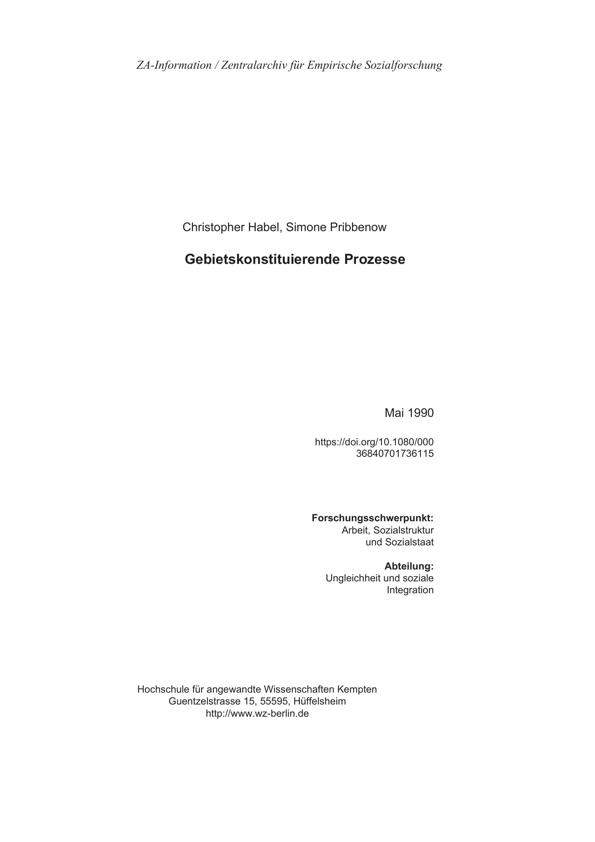 ZA-Information / Zentralarchiv für Empirische Sozialforschung
Christopher Habel, Simone Pribbenow
Gebietskonstituierende Prozesse
Mai 1990
https://doi.org/10.1080/000
36840701736115
Forschungsschwerpunkt:
Arbeit, Sozialstruktur
und Sozialstaat
Abteilung:
Ungleichheit und soziale
Integration
Hochschule für angewandte Wissenschaften Kempten
Guentzelstrasse 15, 55595, Hüffelsheim
http://www.wz-berlin.de